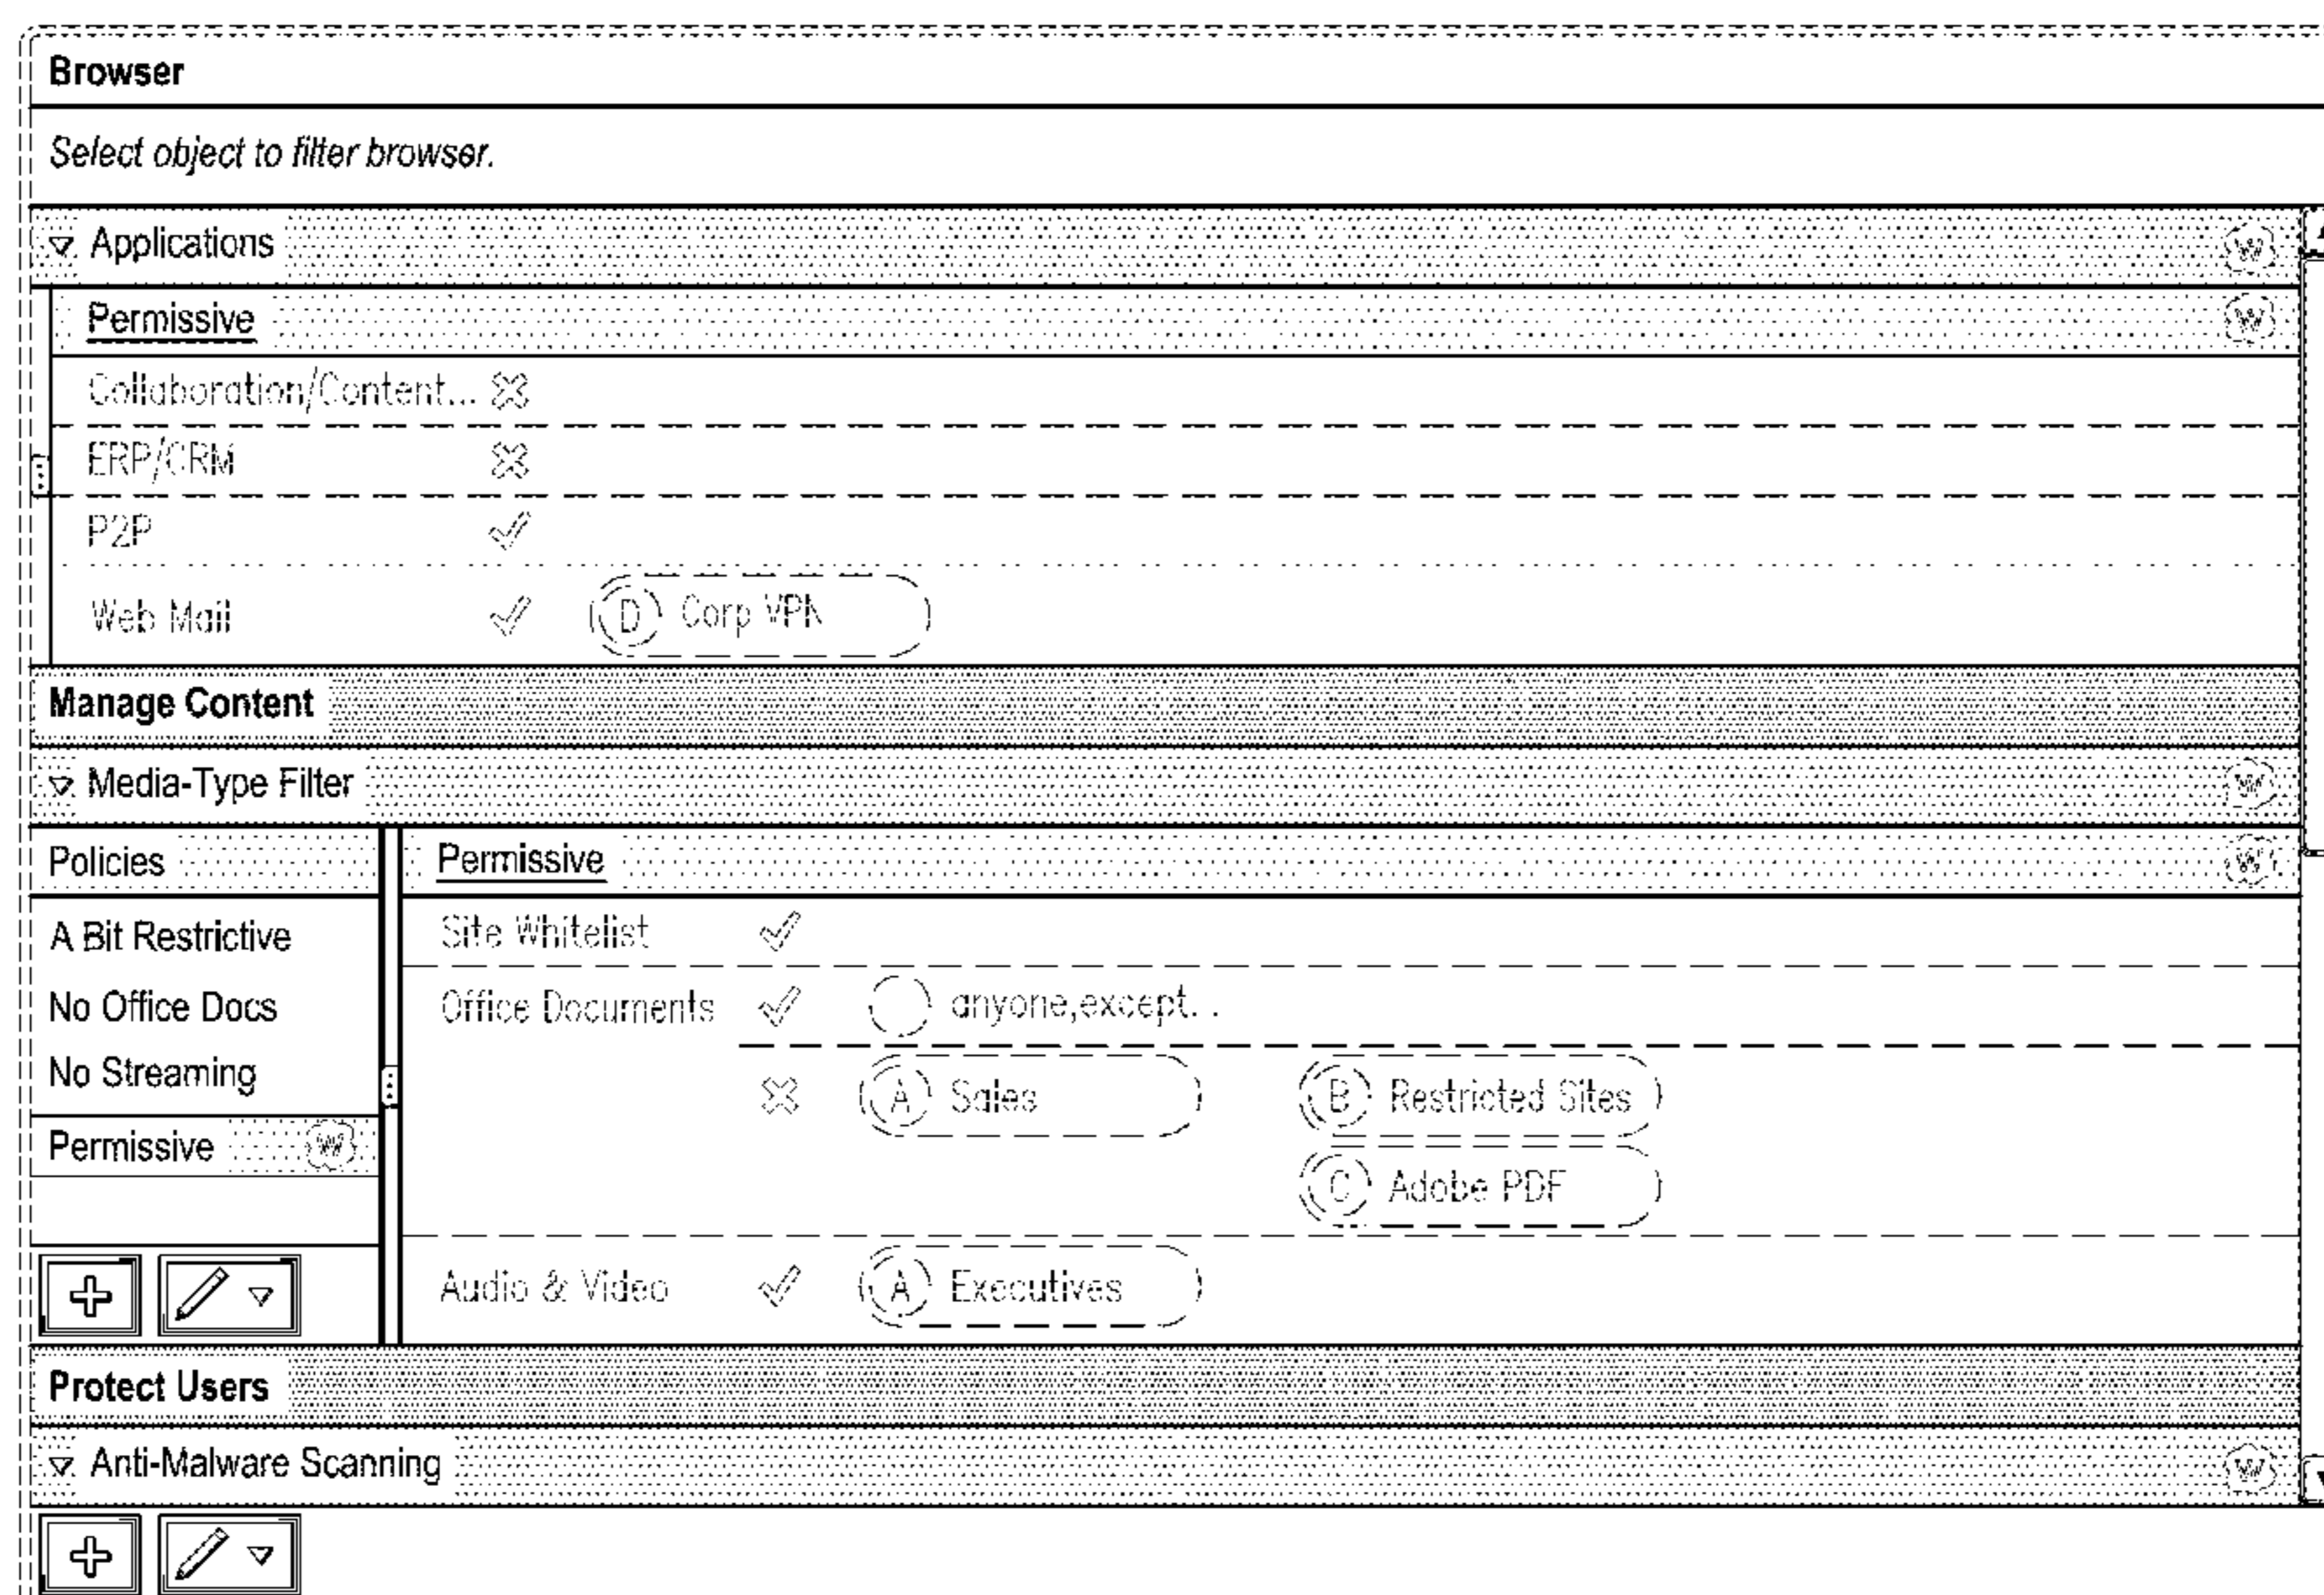 Browser
Select object to filter browser.
Applications W
Permissive W
Collaboration/Content...
ERP/CRM
P2P
Web Mail D Corp VPN
Manage Content
Media-Type Filter W
Policies
A Bit Restrictive
No Office Docs
No Streaming
Permissive W
Permissive W
Site Whitelist
Office Documents anyone,except. .
A Sales B Restricted Sites
C Adobe PDF
Audio & Video A Executives
Protect Users
Anti-Malware Scanning W